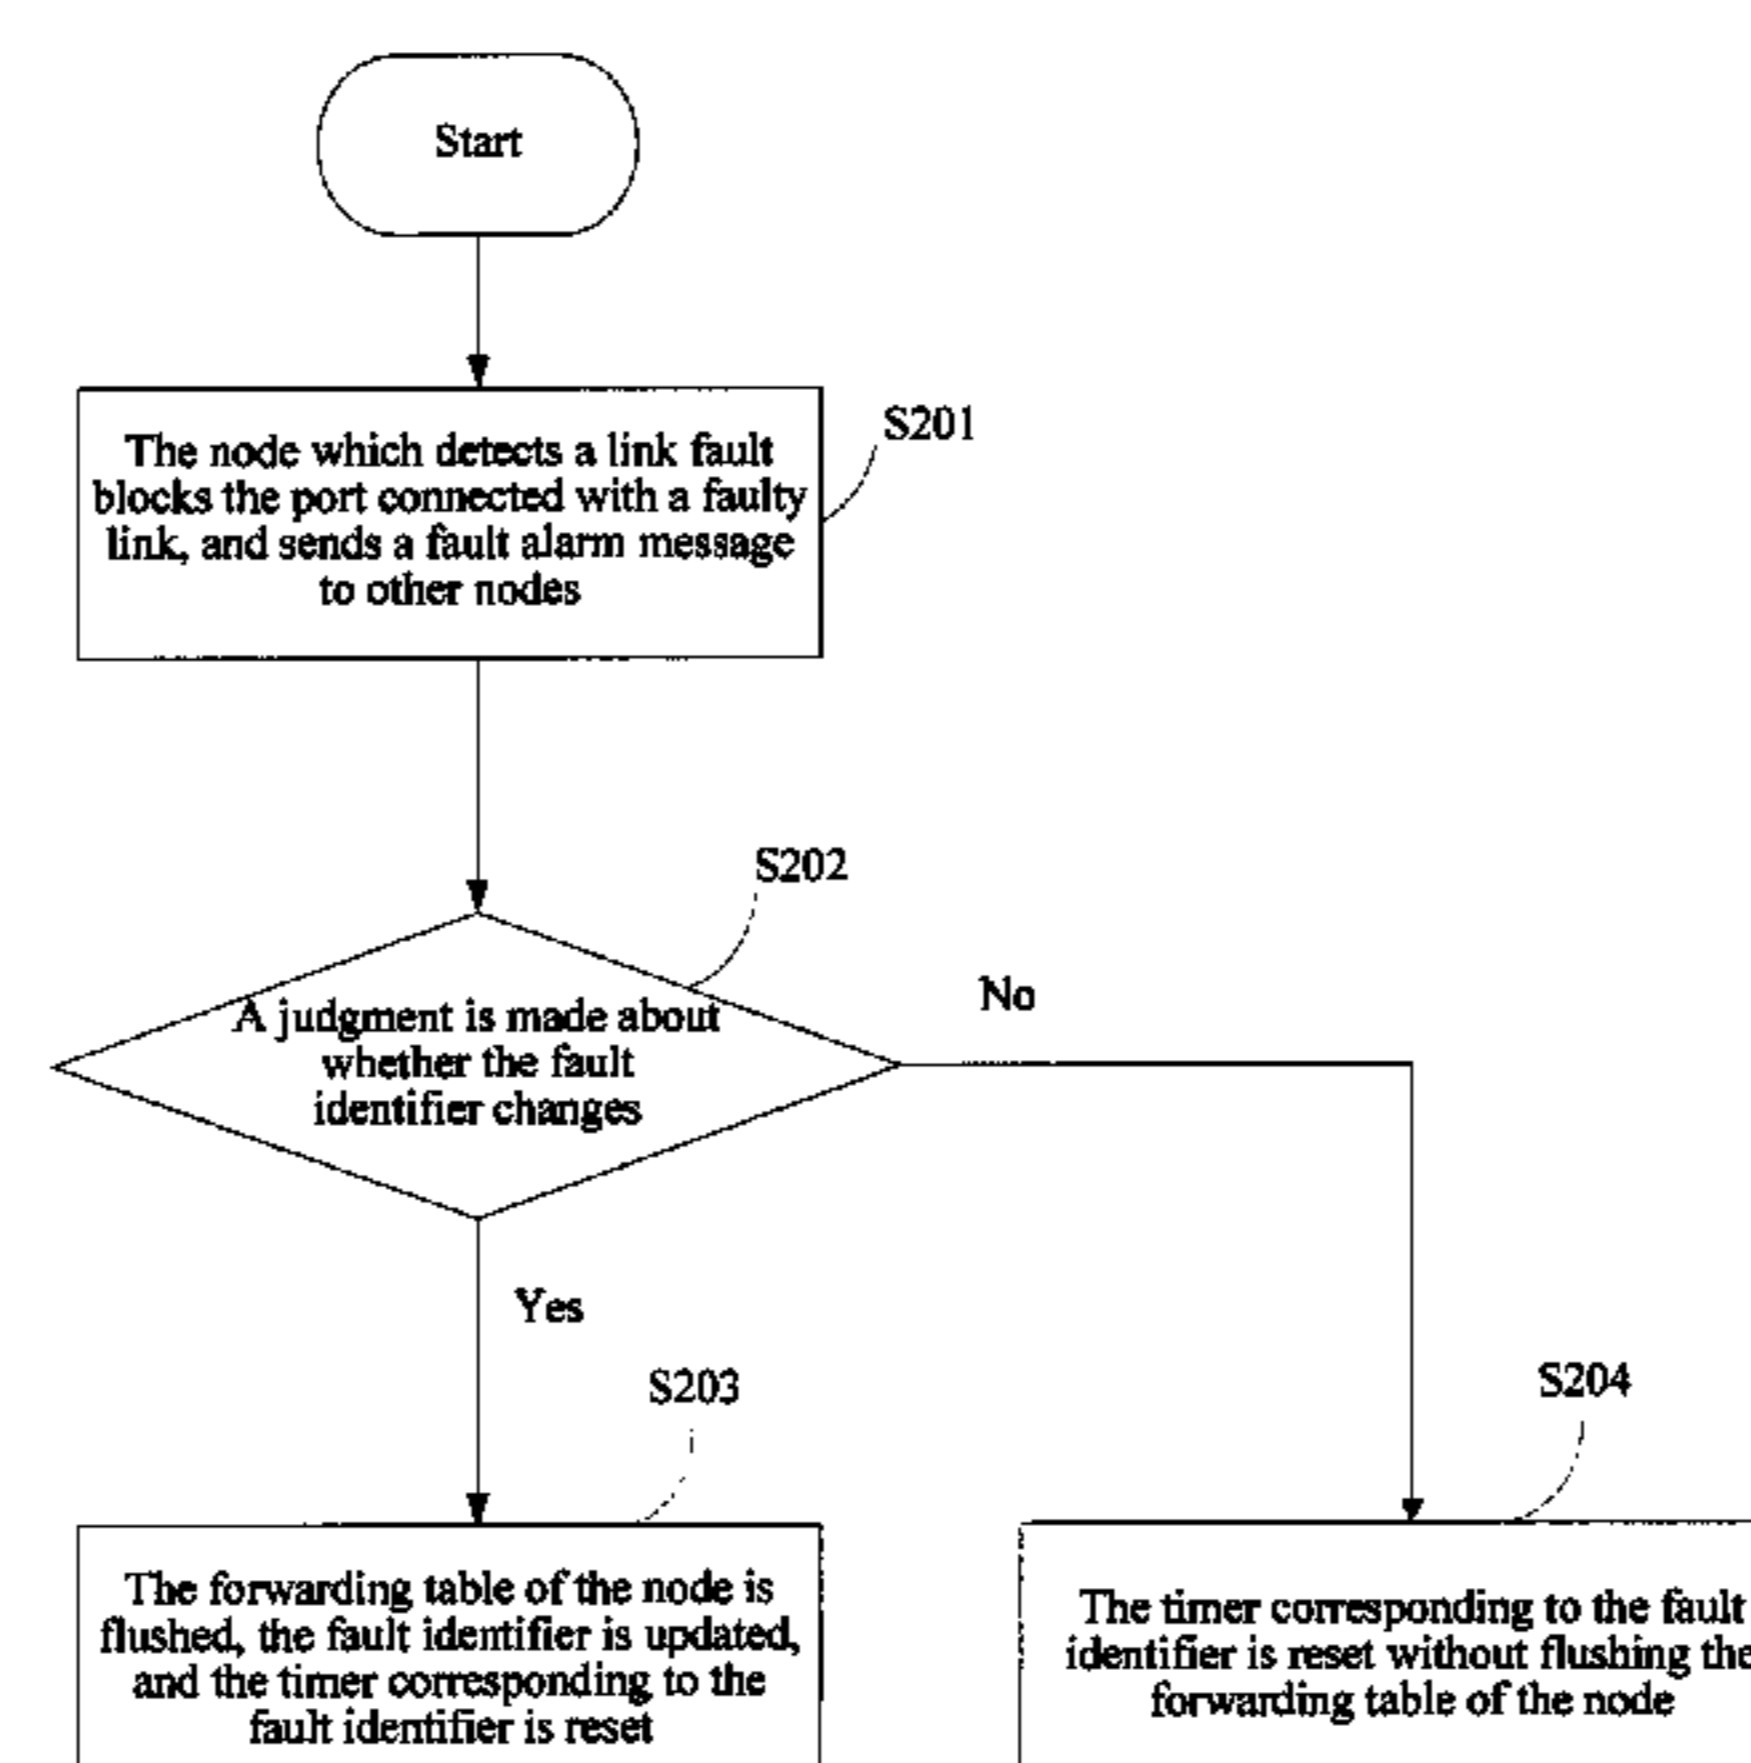 Start
The node which detects a link fault
blocks the port connected with a faulty
link, and sends a fault alarm message
to other nodes
S201
S202
A judgment is made about
whether the fault
identifier changes
No
Yes
S203
S204
The forwarding table of the node is
flushed, the fault identifier is updated,
and the timer corresponding to the
fault identifier is reset
The timer corresponding to the fault
identifier is reset without flushing the
forwarding table of the node